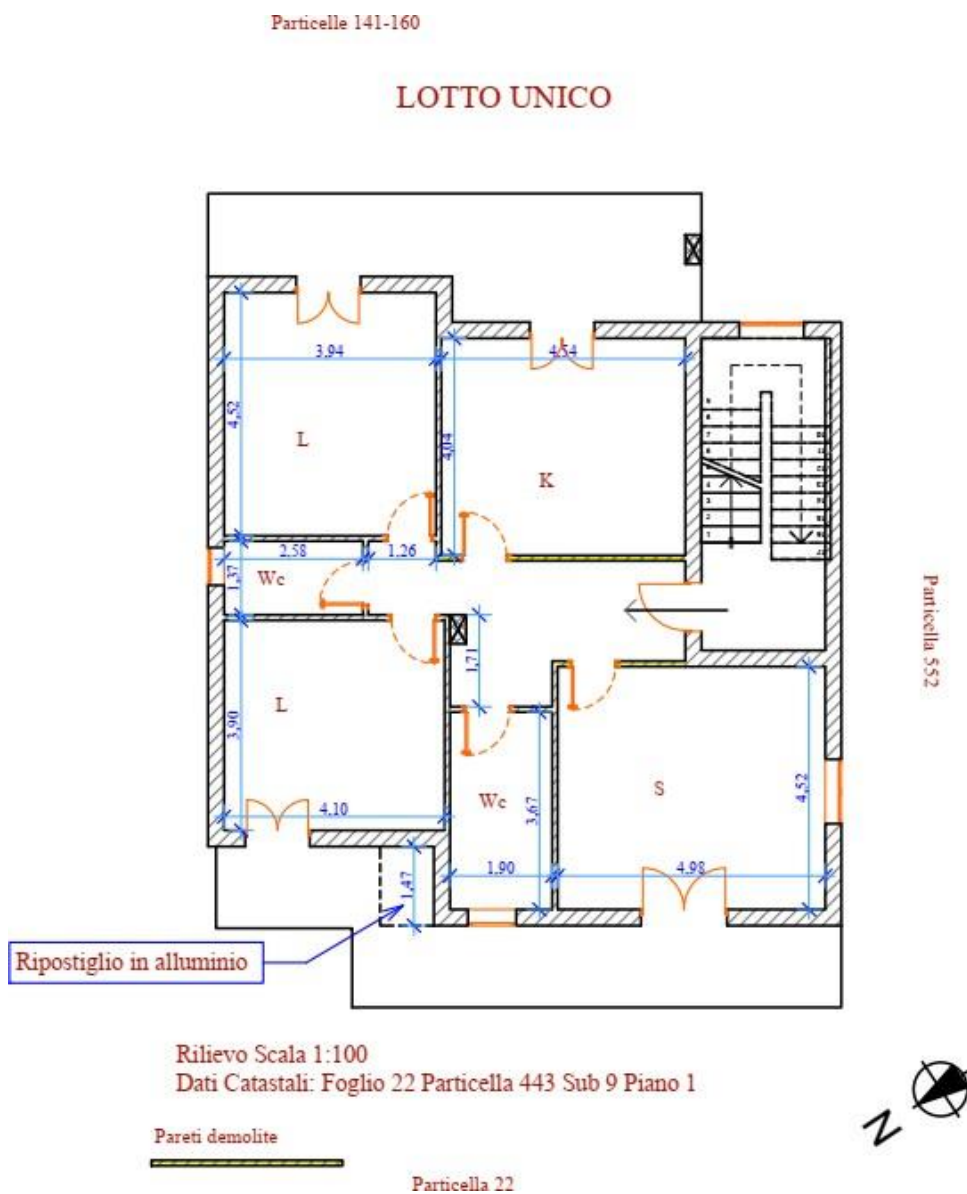 Particelle 141-160
LOTTO UNICO
3.94
4.54
4.52
4.04
L
K
2.58
1.26
1.37
Wc
Particella 552
1.71
L
3.90
S
4.52
Wc
3.67
4.10
1.90
4.98
1.47
Ripostiglio in alluminio
Rilievo Scala 1:100
Dati Catastali: Foglio 22 Particella 443 Sub 9 Piano 1
N
Pareti demolite
Particella 22